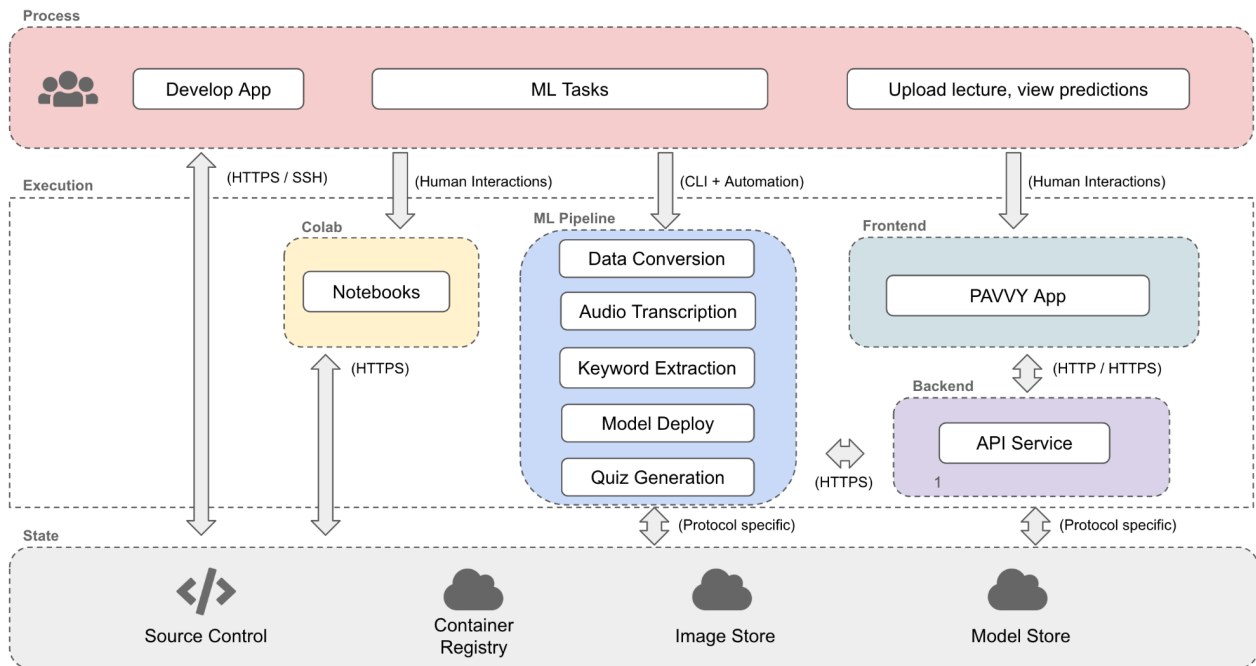 Process
Develop App
ML Tasks
Upload lecture, view predictions
(HTTPS / SSH)
(Human Interactions)
(CLI + Automation)
(Human Interactions)
Execution
Colab
Notebooks
(HTTPS)
ML Pipeline
Data Conversion
Audio Transcription
Keyword Extraction
Model Deploy
Quiz Generation
Frontend
PAVVY App
(HTTP / HTTPS)
Backend
API Service
1
(HTTPS)
(Protocol specific)
(Protocol specific)
State
Source Control
Container
Registry
Image Store
Model Store